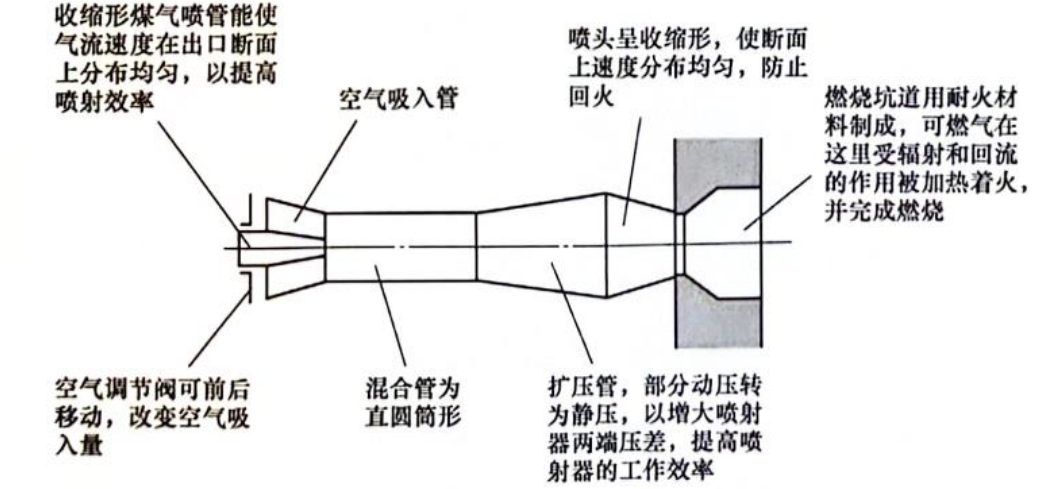 收缩形煤气喷管能使
气流速度在出口断面
上分布均匀，以提高
喷射效率
空气吸入管
喷头呈收缩形，使断面
上速度分布均匀，防止
回火
燃烧坑道用耐火材
料制成，可燃气在
这里受辐射和回流
的作用被加热着火，
并完成燃烧
空气调节阀可前后
移动，改变空气吸
入量
混合管为
直圆筒形
扩压管，部分动压转
为静压，以增大喷射
器两端压差，提高喷
射器的工作效率